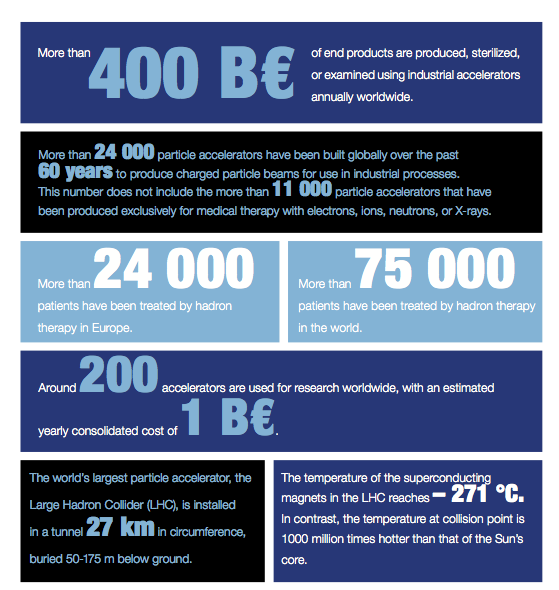 More than 400 B€ of end products are produced, sterilized,
or examined using industrial accelerators
annually worldwide.
More than 24 000 particle accelerators have been built globally over the past
60 years to produce charged particle beams for use in industrial processes.
This number does not include the more than 11 000 particle accelerators that have
been produced exclusively for medical therapy with electrons, ions, neutrons, or X-rays.
More than 24 000
patients have been treated by hadron
therapy in Europe.
More than 75 000
patients have been treated by hadron therapy
in the world.
Around 200 accelerators are used for research worldwide, with an estimated
yearly consolidated cost of 1 B€.
The world's largest particle accelerator, the
Large Hadron Collider (LHC), is installed
in a tunnel 27 km in circumference,
buried 50-175 m below ground.
The temperature of the superconducting
magnets in the LHC reaches – 271 °C.
In contrast, the temperature at collision point is
1000 million times hotter than that of the Sun's
core.